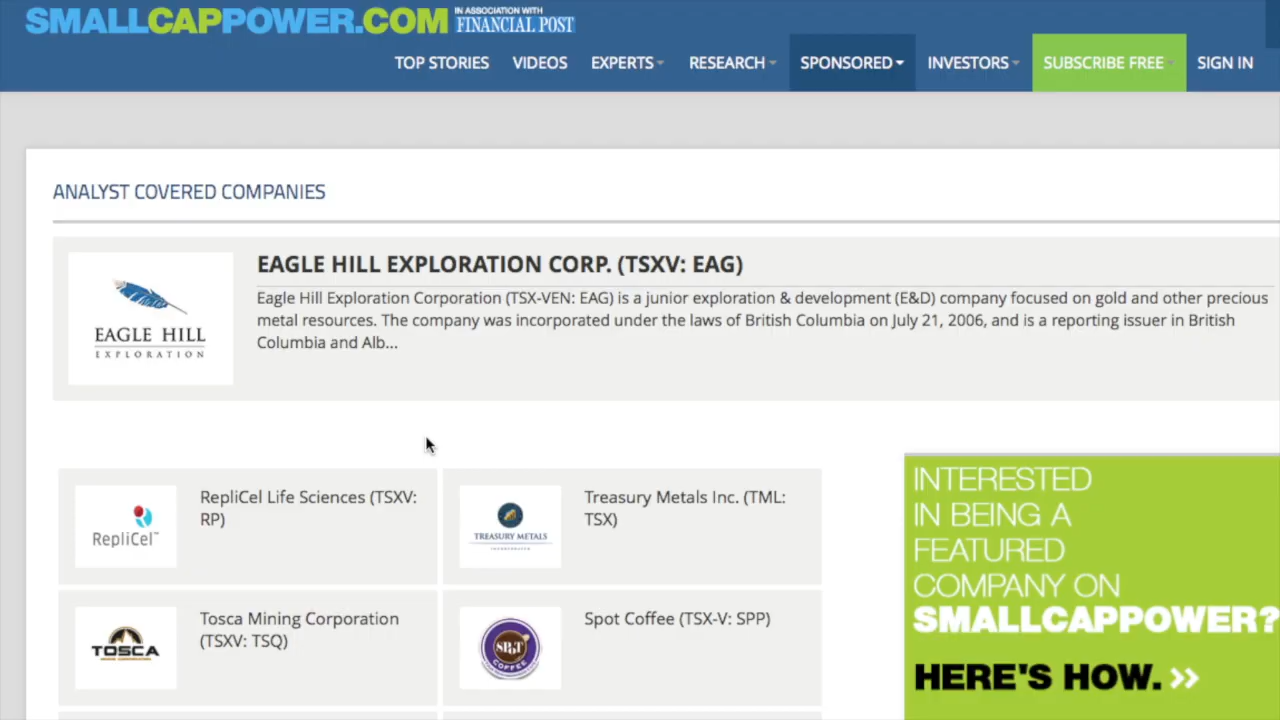 SMALLCAPPOWER.COM
IN ASSOCIATION WITH
FINANCIAL POST
TOP STORIES VIDEOS EXPERTS RESEARCH SPONSORED INVESTORS SUBSCRIBE FREE SIGN IN
ANALYST COVERED COMPANIES
EAGLE HILL
EXPLORATION
EAGLE HILL EXPLORATION CORP. (TSXV: EAG)
Eagle Hill Exploration Corporation (TSX-VEN: EAG) is a junior exploration & development (E&D) company focused on gold and other precious
metal resources. The company was incorporated under the laws of British Columbia on July 21, 2006, and is a reporting issuer in British
Columbia and Alb...
RepliCel™
RepliCel Life Sciences (TSXV:
RP)
TREASURY METALS
Treasury Metals Inc. (TML:
TSX)
TOSCA
Tosca Mining Corporation
(TSXV: TSQ)
SPoT
COFFEE
Spot Coffee (TSX-V: SPP)
INTERESTED
IN BEING A
FEATURED
COMPANY ON
SMALLCAPPOWER?
HERE'S HOW. >>